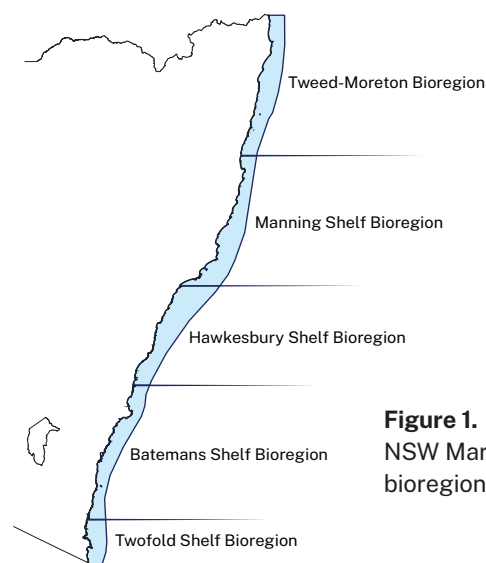 Tweed-Moreton Bioregion
Manning Shelf Bioregion
Hawkesbury Shelf Bioregion
Figure 1.
NSW Mar
bioregion
Batemans Shelf Bioregion
Twofold Shelf Bioregion